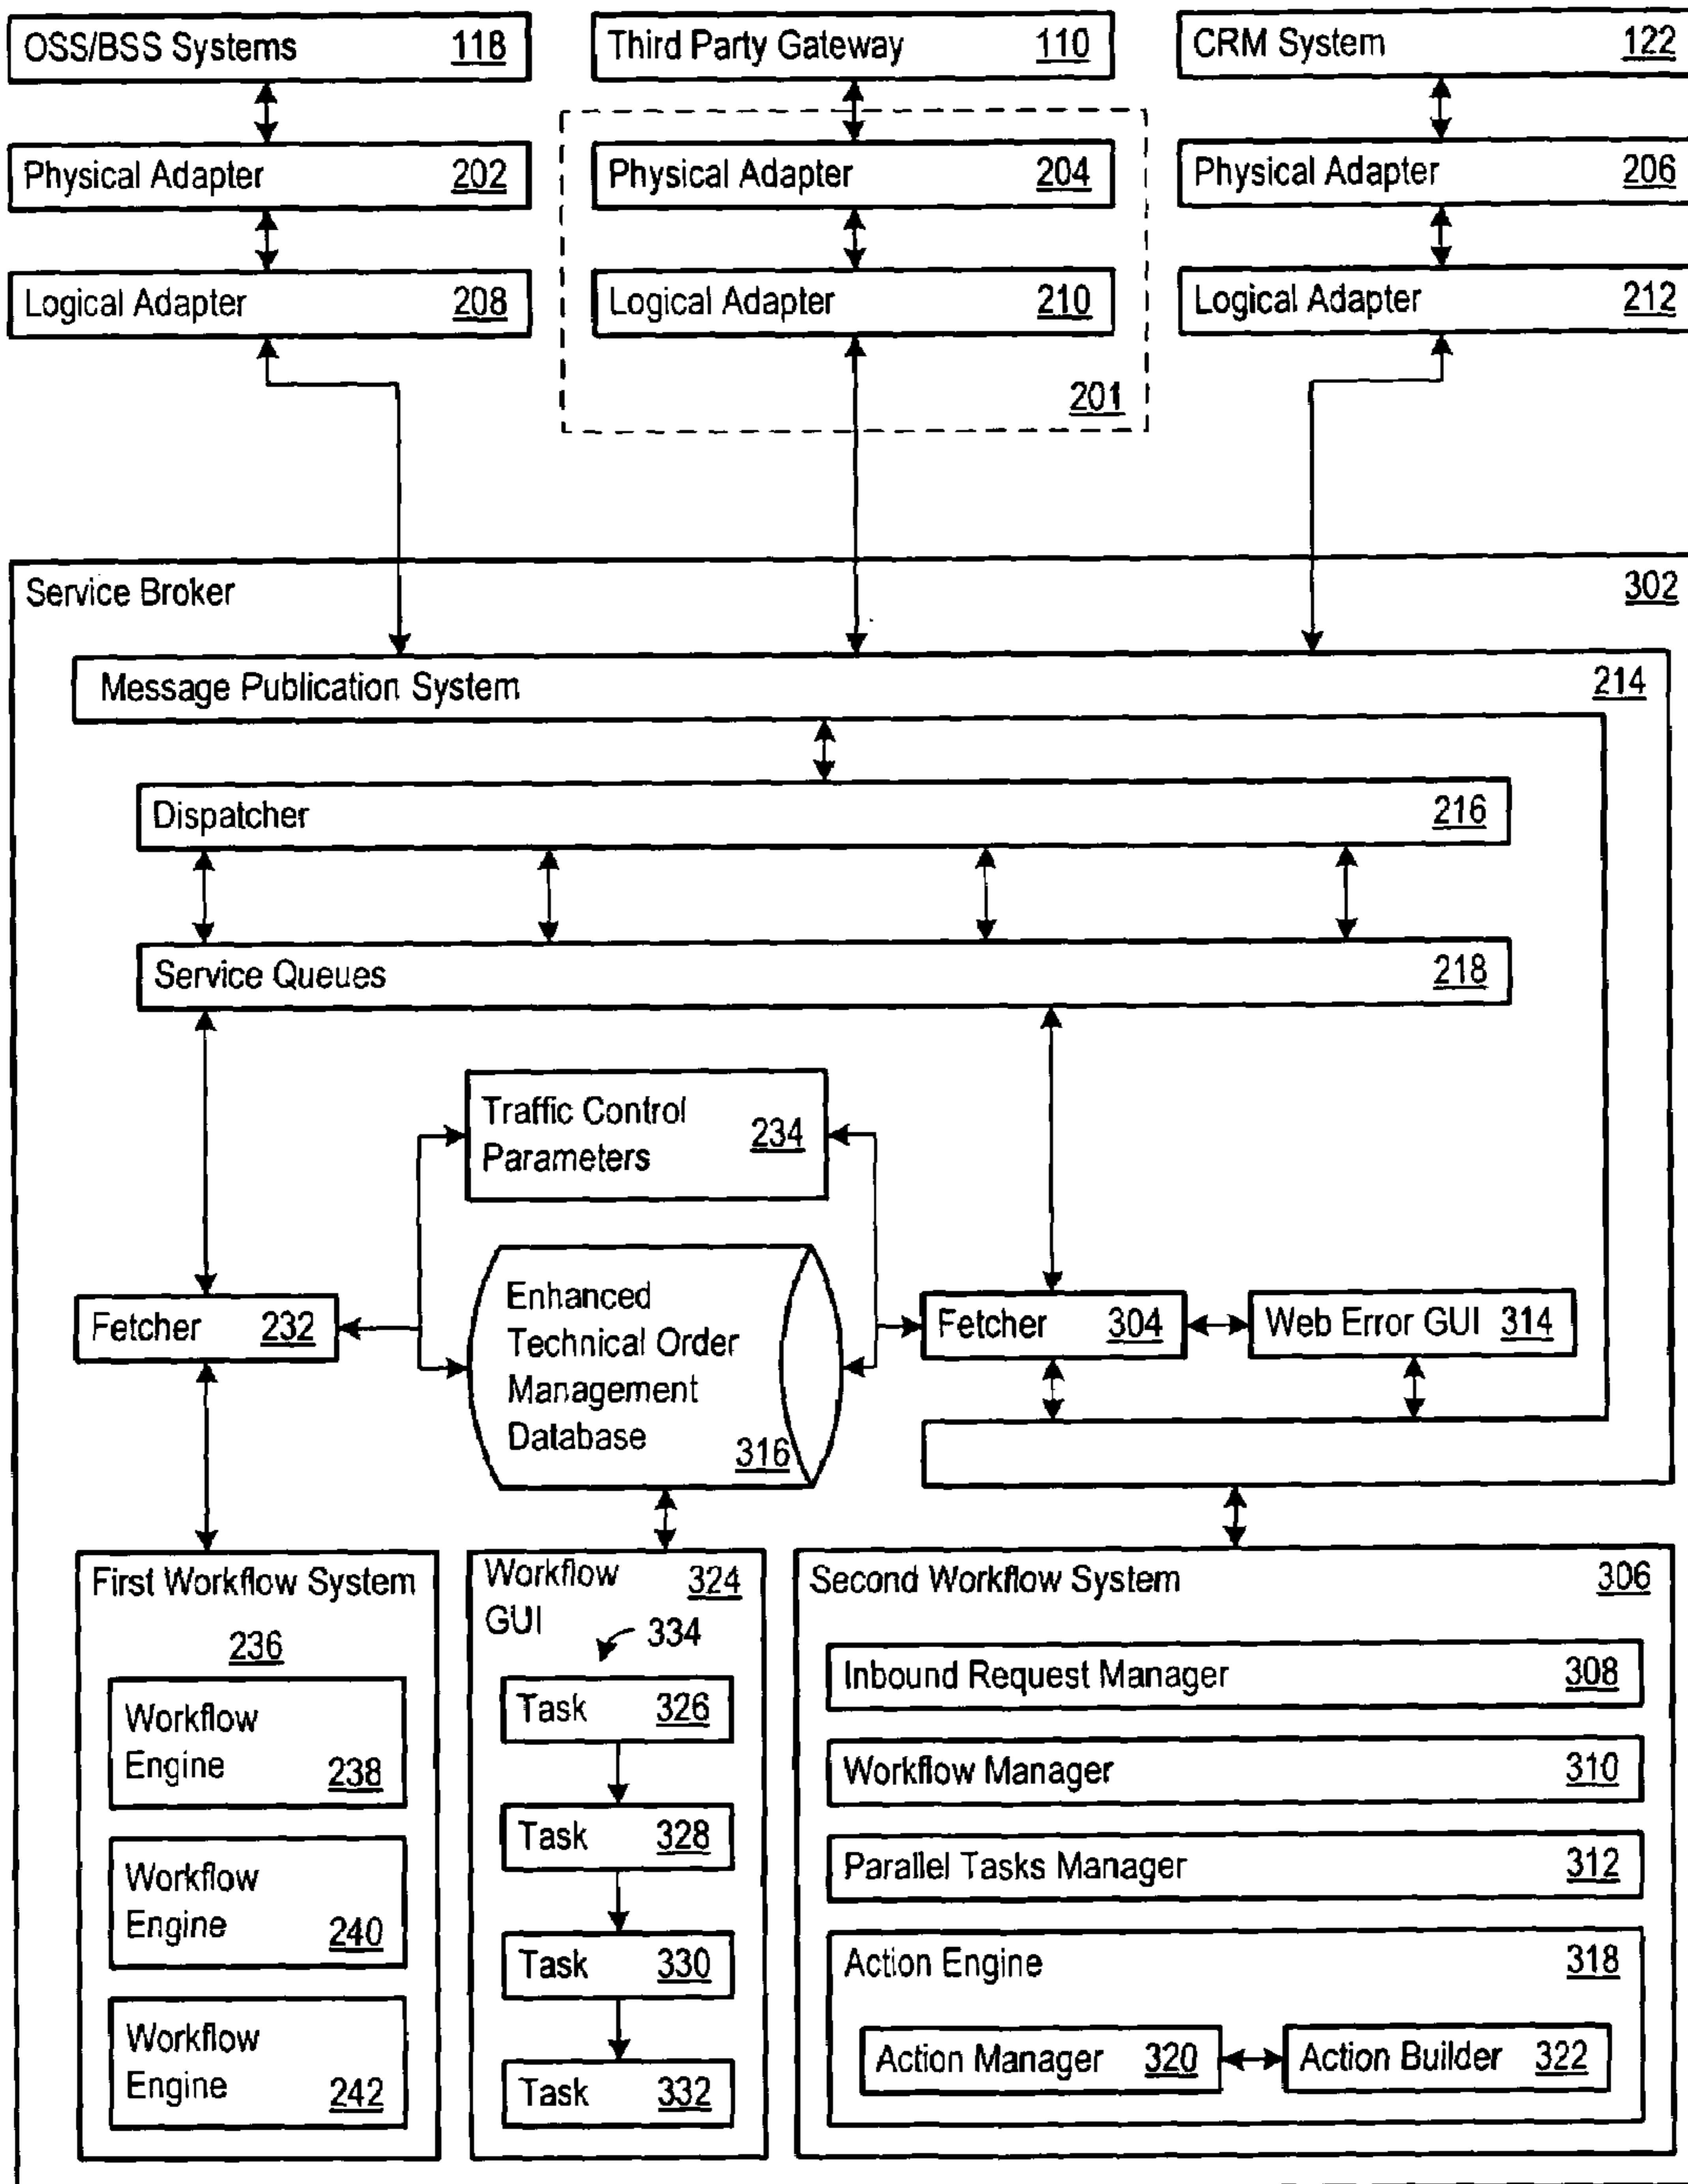 OSS/BSS Systems 118
Third Party Gateway 110
CRM System 122
Physical Adapter 202
Physical Adapter 204
Physical Adapter 206
Logical Adapter 208
Logical Adapter 210
Logical Adapter 212
201
Service Broker 302
Message Publication System 214
Dispatcher 216
Service Queues 218
Traffic Control
Parameters 234
Fetcher 232
Enhanced
Technical Order
Management
Database 316
Fetcher 304
Web Error GUI 314
First Workflow System
236
Workflow
Engine 238
Workflow
Engine 240
Workflow
Engine 242
Workflow 324
GUI
334
Task 326
Task 328
Task 330
Task 332
Second Workflow System 306
Inbound Request Manager 308
Workflow Manager 310
Parallel Tasks Manager 312
Action Engine 318
Action Manager 320
Action Builder 322